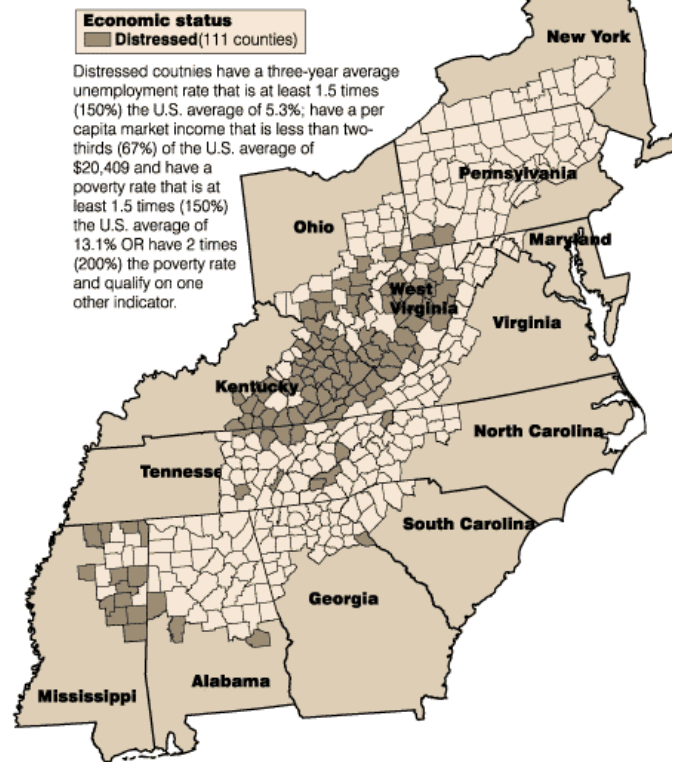 Economic status
Distressed(111 counties)
Distressed coutnies have a three-year average
unemployment rate that is at least 1.5 times
(150%) the U.S. average of 5.3%; have a per
capita market income that is less than two-
thirds (67%) of the U.S. average of
$20,409 and have a
poverty rate that is at
least 1.5 times (150%)
the U.S. average of
13.1% OR have 2 times
(200%) the poverty rate
and qualify on one
other indicator.
New York
Pennsylvania
Ohio
Maryland
West
Virginia
Virginia
Kentucky
North Carolina
Tennesse
South Carolina
Georgia
Alabama
Mississippi